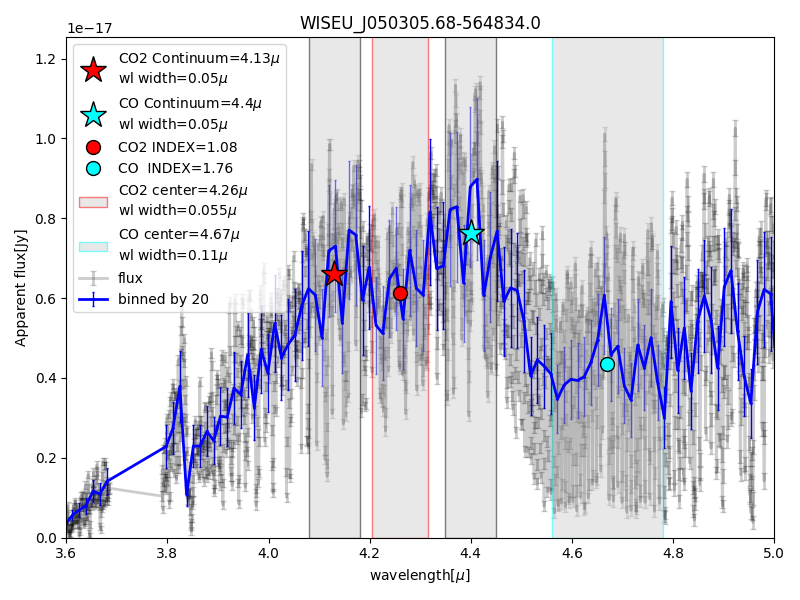 WISEU_J050305.68-564834.0
1e−17
CO2 Continuum=4.13μ
wl width=0.05μ
CO Continuum=4.4μ
wl width=0.05μ
CO2 INDEX=1.08
CO  INDEX=1.76
CO2 center=4.26μ
wl width=0.055μ
CO center=4.67μ
wl width=0.11μ
flux
binned by 20
Apparent flux[Jy]
1.2
1.0
0.8
0.6
0.4
0.2
0.0
3.6 3.8 4.0 4.2 4.4 4.6 4.8 5.0
wavelength[μ]